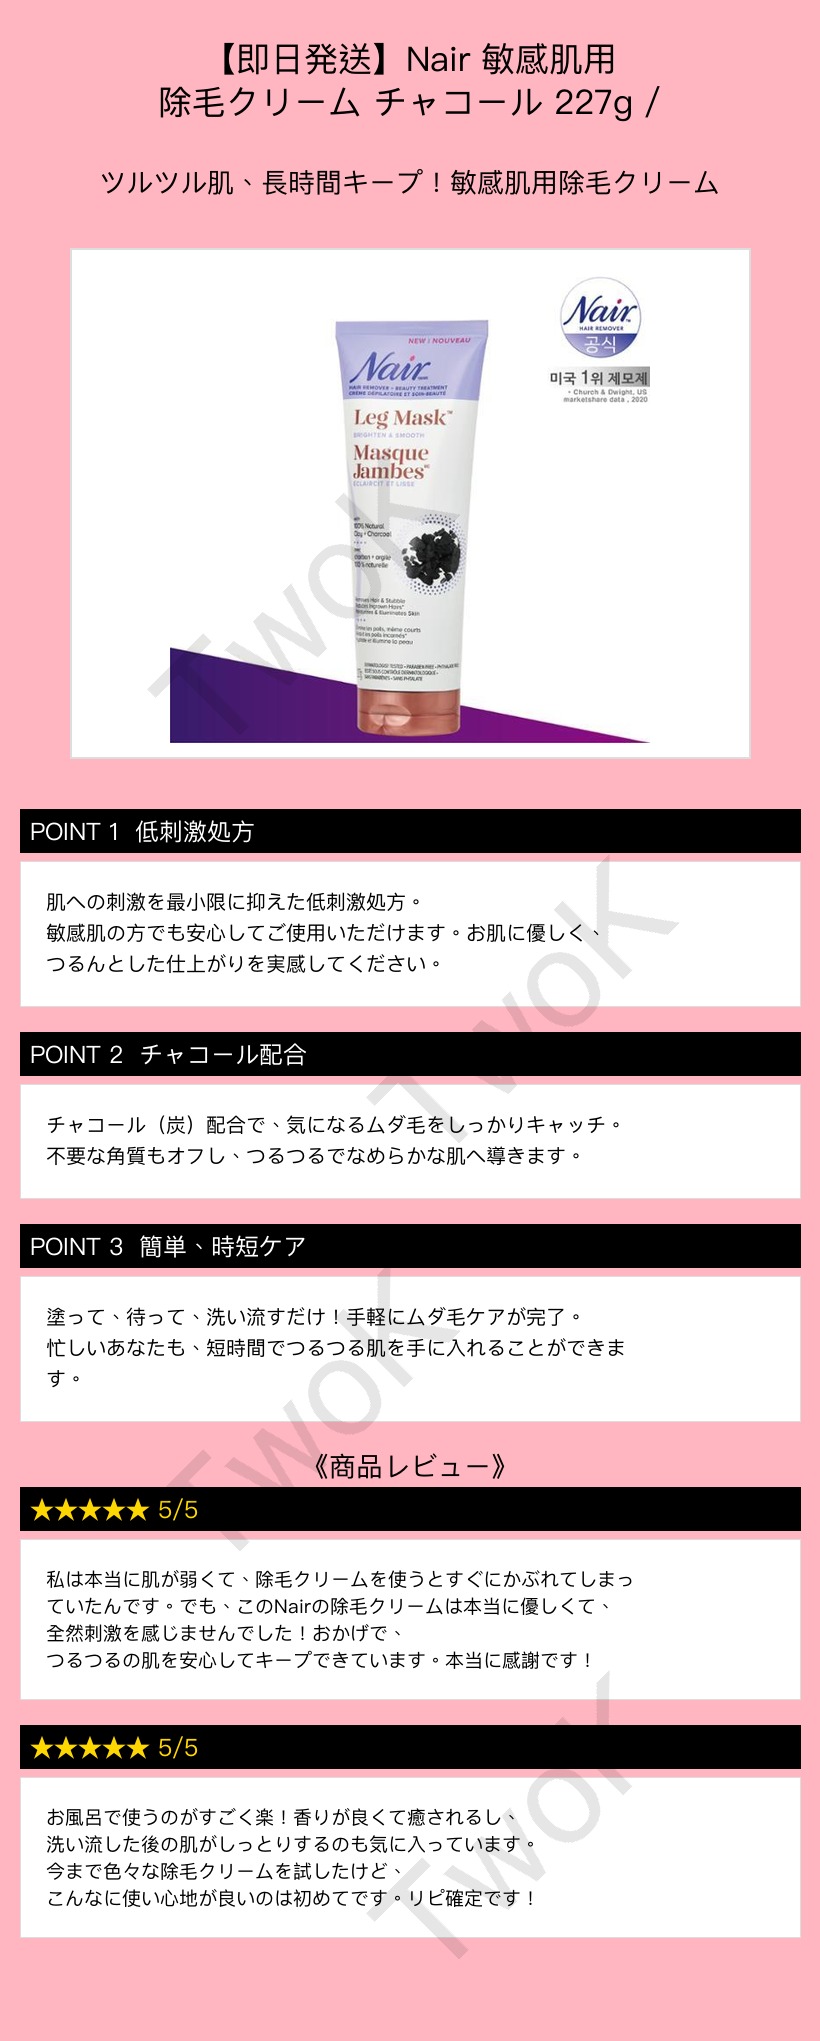 【即日発送】Nair 敏感肌用
除毛クリーム チャコール 227g /
ツルツル肌、長時間キープ！敏感肌用除毛クリーム
Nair
HAIR REMOVER
공식
미국 1위 제모제
• Church & Dwight, US
marketshare data , 2020
NEW | NOUVEAU
Nair
HAIR REMOVER • BEAUTY TREATMENT
CRÈME DÉPILATOIRE ET SOIN-BEAUTÉ
Leg Mask™
BRIGHTEN & SMOOTH
Masque
Jambes
ÉCLAIRCIT ET LISSE
100% Natural
Clay + Charcoal
charbon + argile
100 % naturelle
Hair & Stubble
Ingrown Hairs*
& Illuminates Skin
les poils, même courts
les poils incarnés*
et illumine la peau
DERMATOLOGIST TESTED • PARABEN FREE •
SOUS CONTRÔLE DERMATOLOGIQUE •
SANS PARABÈNES • SANS PHTALATE
TwoK
POINT 1 低刺激処方
肌への刺激を最小限に抑えた低刺激処方。
敏感肌の方でも安心してご使用いただけます。お肌に優しく、
つるんとした仕上がりを実感してください。
TwoK
POINT 2 チャコール配合
チャコール（炭）配合で、気になるムダ毛をしっかりキャッチ。
不要な角質もオフし、つるつるでなめらかな肌へ導きます。
POINT 3 簡単、時短ケア
塗って、待って、洗い流すだけ！手軽にムダ毛ケアが完了。
忙しいあなたも、短時間でつるつる肌を手に入れることができま
す。
TwoK
《商品レビュー》
★★★★★ 5/5
私は本当に肌が弱くて、除毛クリームを使うとすぐにかぶれてしまっ
ていたんです。でも、このNairの除毛クリームは本当に優しくて、
全然刺激を感じませんでした！おかげで、
つるつるの肌を安心してキープできています。本当に感謝です！
★★★★★ 5/5
お風呂で使うのがすごく楽！香りが良くて癒されるし、
洗い流した後の肌がしっとりするのも気に入っています。
今まで色々な除毛クリームを試したけど、
こんなに使い心地が良いのは初めてです。リピ確定です！
TwoK